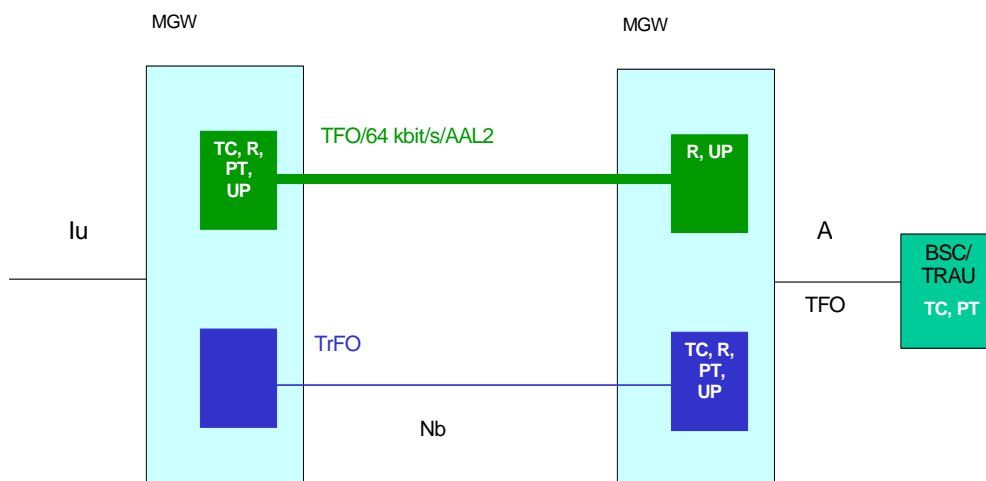 MGW
MGW
TFO/64 kbit/s/AAL2
TC, R,
PT,
UP
R, UP
Iu
A
BSC/
TRAU
TC, PT
TFO
TrFO
TC, R,
PT,
UP
Nb